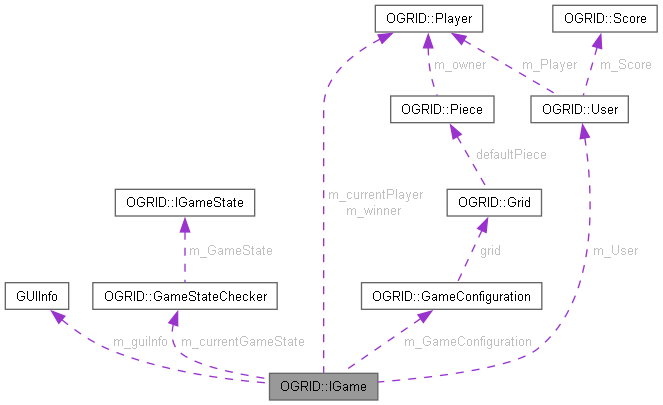 OGRID::Player
OGRID::Score
m_owner
m_Player
m_Score
OGRID::Piece
OGRID::User
defaultPiece
OGRID::IGameState
m_currentPlayer
m_winner
OGRID::Grid
m_GameState
grid
m_User
GUIInfo
OGRID::GameStateChecker
OGRID::GameConfiguration
m_guiInfo
m_currentGameState
m_GameConfiguration
OGRID::IGame